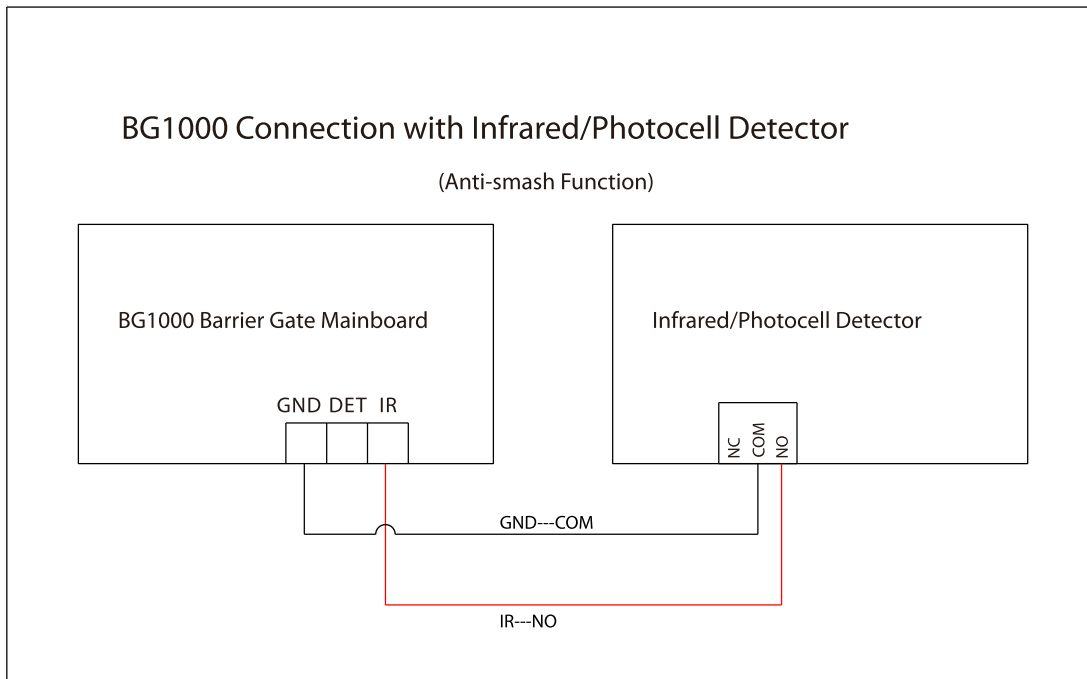 BG1000 Connection with Infrared/Photocell Detector
(Anti-smash Function)
BG1000 Barrier Gate Mainboard
Infrared/Photocell Detector
GND DET IR
NC
COM
NO
GND---COM
IR---NO